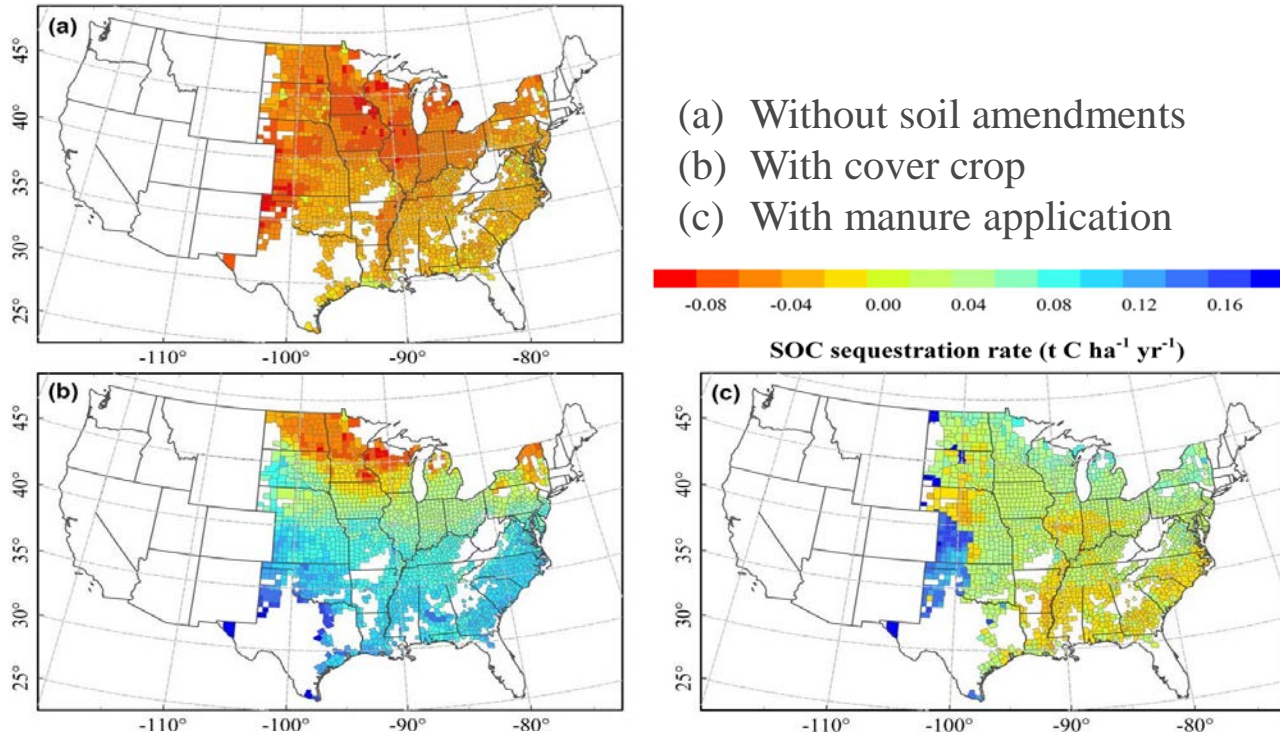 (a)
45°
40°
35°
30°
25°
-110° -100° -90° -80°
(a) Without soil amendments
(b) With cover crop
(c) With manure application
-0.08 -0.04 0.00 0.04 0.08 0.12 0.16
SOC sequestration rate (t C ha⁻¹ yr⁻¹)
(b)
45°
40°
35°
30°
25°
-110° -100° -90° -80°
(c)
45°
40°
35°
30°
25°
-110° -100° -90° -80°